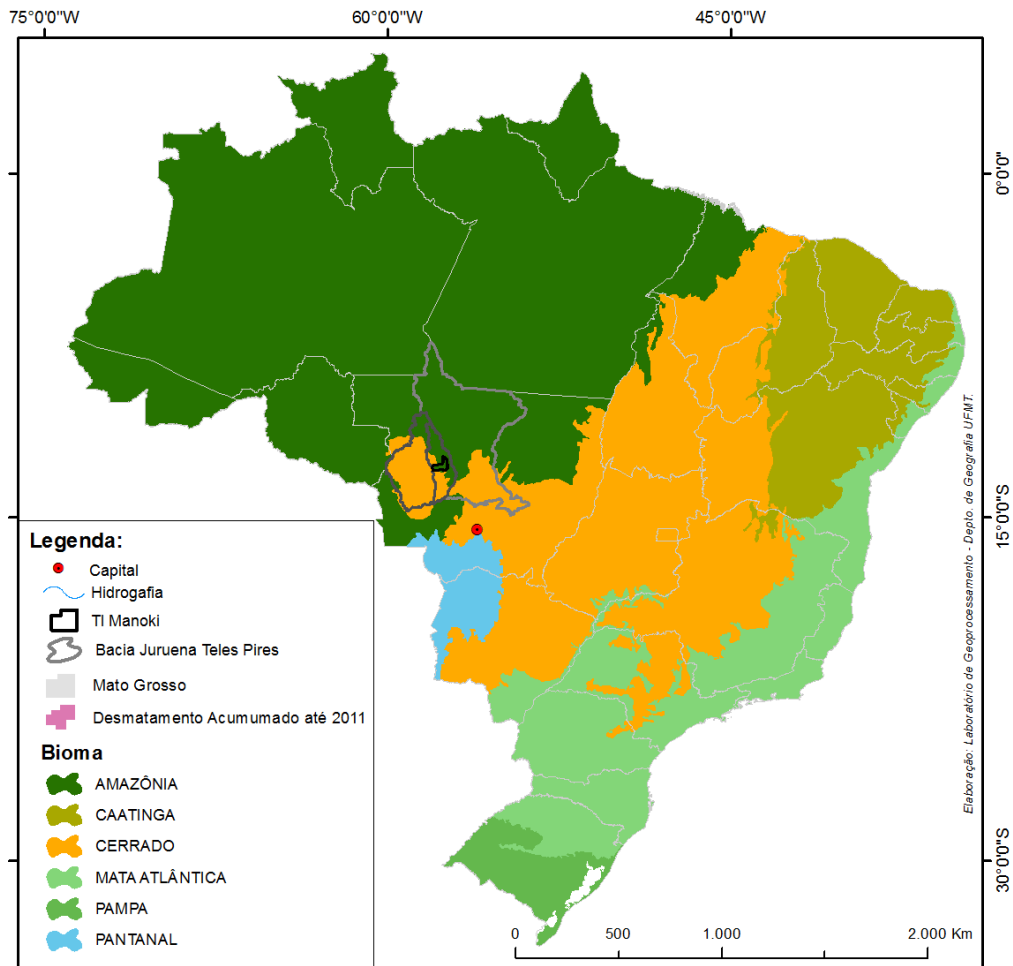 75°0'0"W
60°0'0"W
45°0'0"W
0°0'0"
15°0'0"S
30°0'0"S
Elaboração: Laboratório de Geoprocessamento - Depto. de Geografia UFMT.
Legenda:
Capital
Hidrogafia
TI Manoki
Bacia Juruena Teles Pires
Mato Grosso
Desmatamento Acumumado até 2011
Bioma
AMAZÔNIA
CAATINGA
CERRADO
MATA ATLÂNTICA
PAMPA
PANTANAL
0 500 1.000 2.000 Km